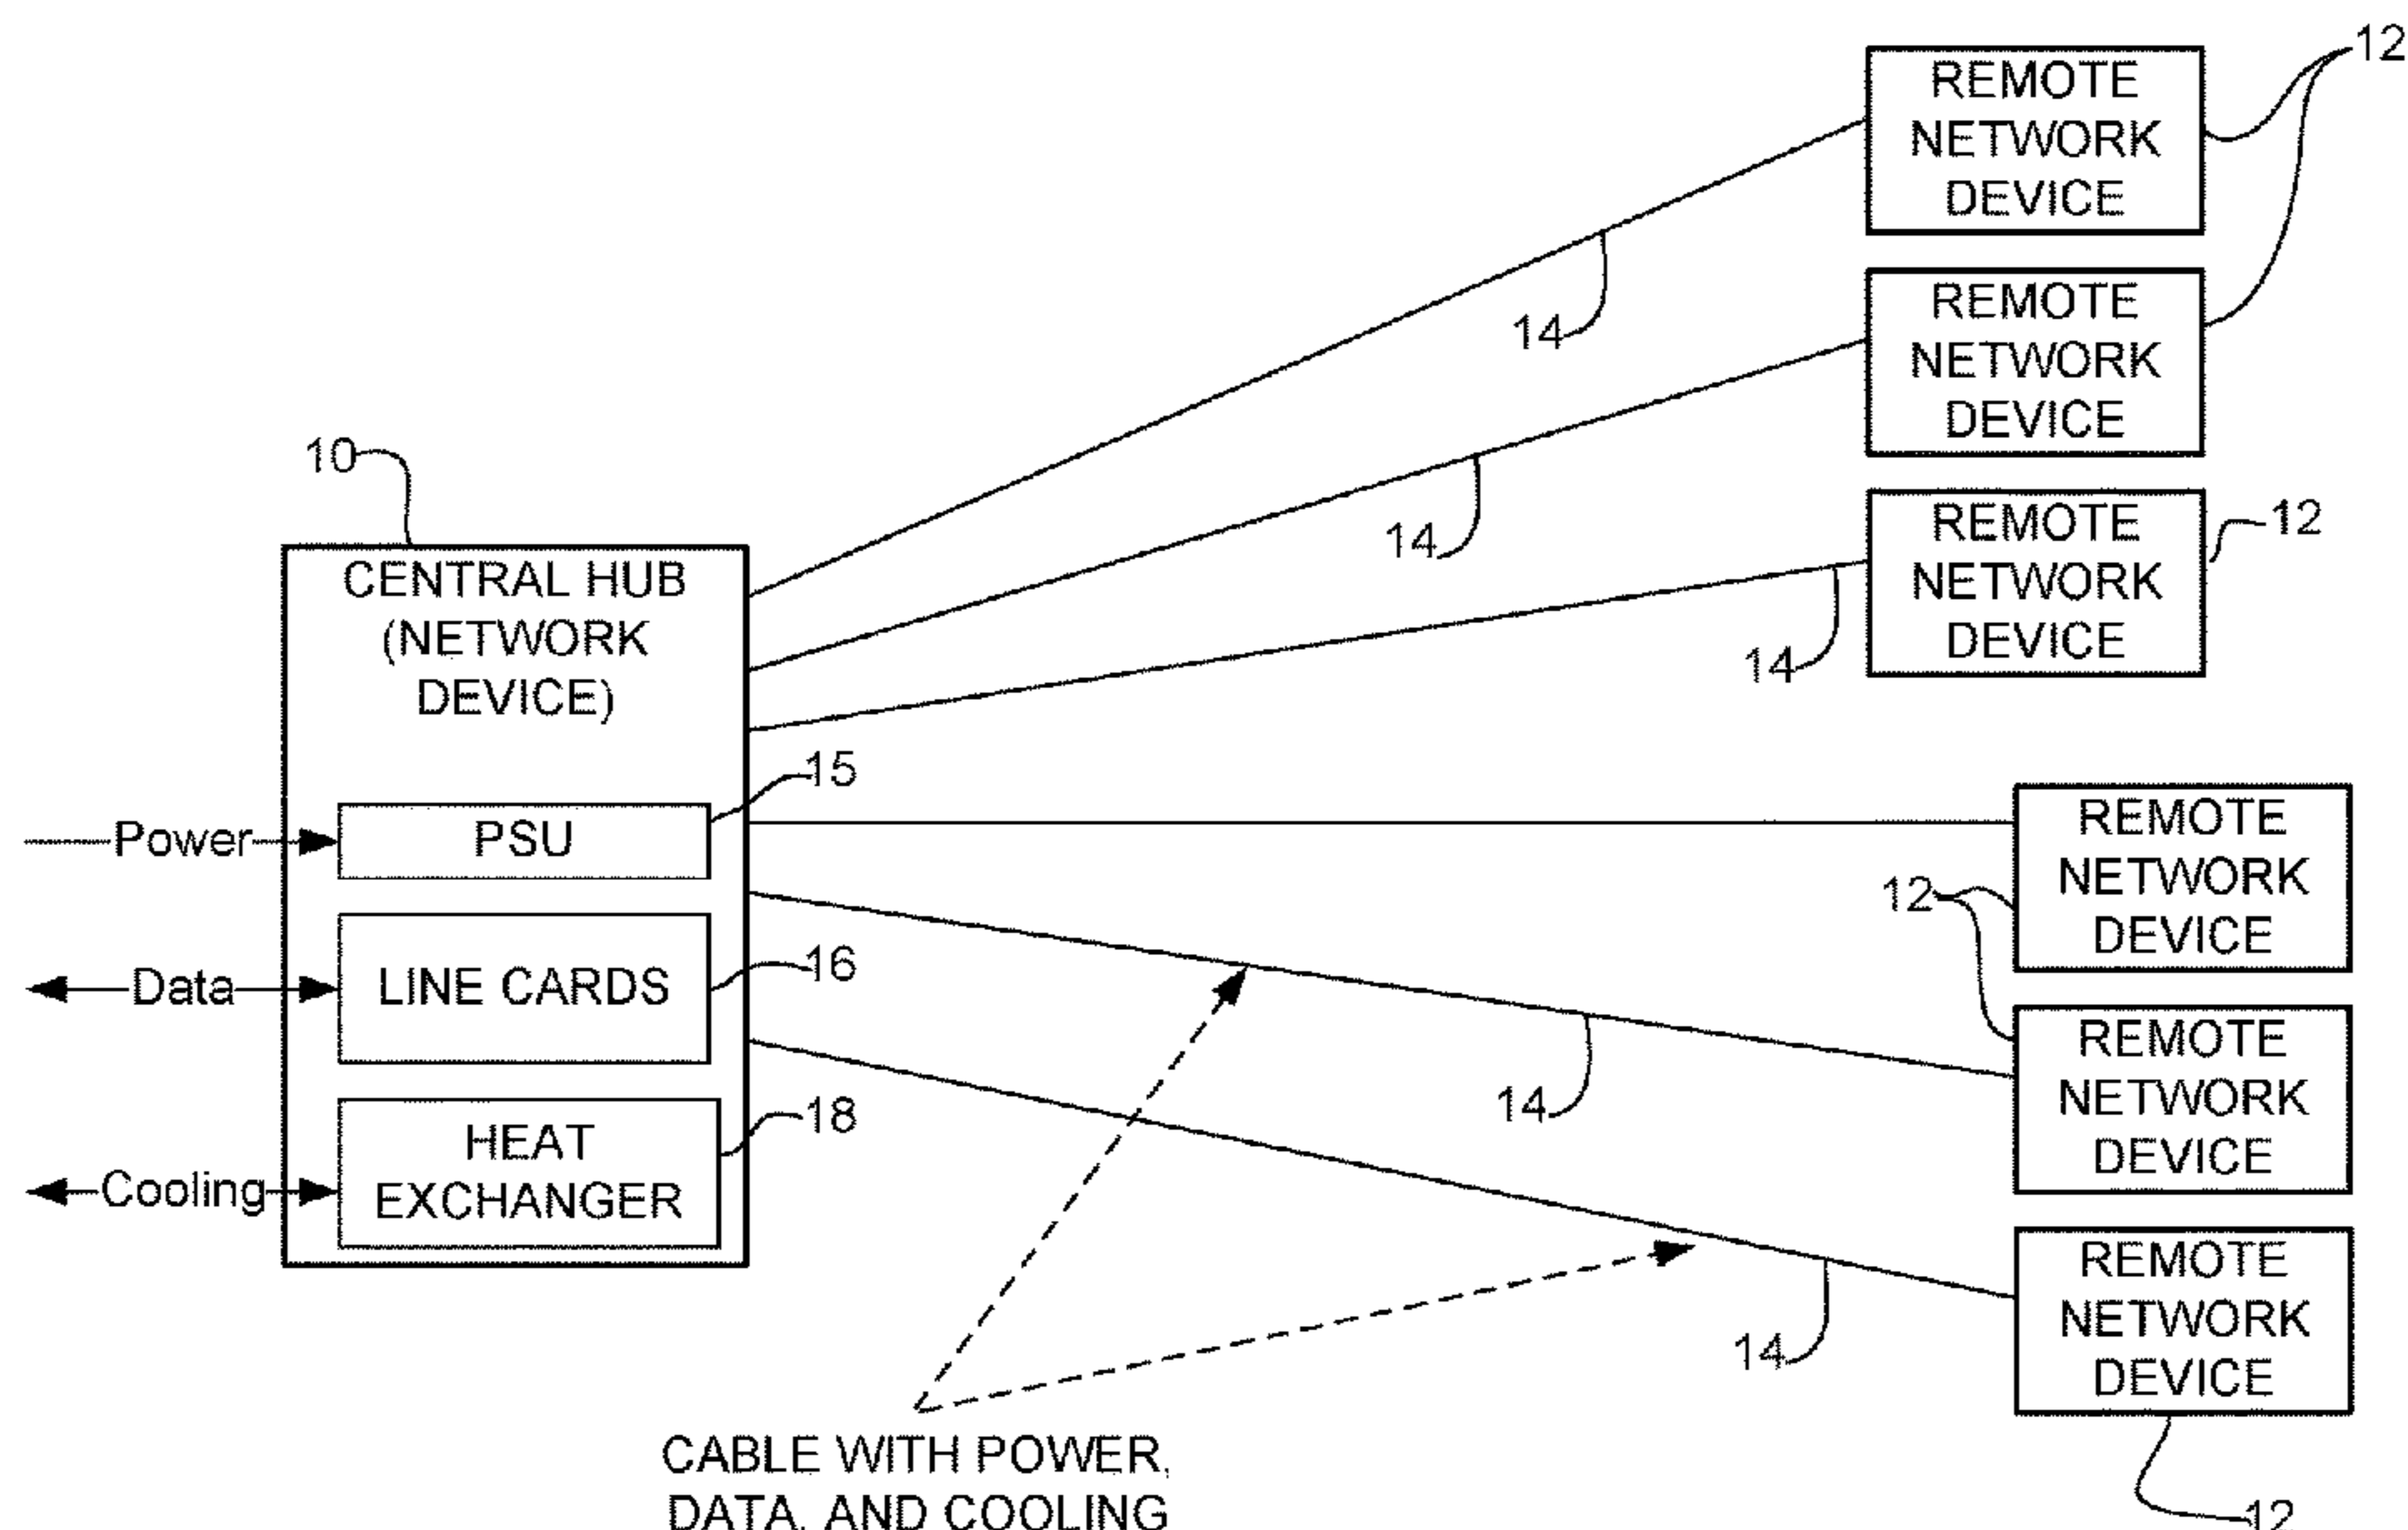 12
REMOTE
NETWORK
DEVICE
14
REMOTE
NETWORK
DEVICE
14
10
REMOTE
NETWORK
DEVICE
12
14
CENTRAL HUB
(NETWORK
DEVICE)
15
Power
PSU
REMOTE
NETWORK
DEVICE
12
16
Data
LINE CARDS
REMOTE
NETWORK
DEVICE
14
18
Cooling
HEAT
EXCHANGER
REMOTE
NETWORK
DEVICE
14
CABLE WITH POWER,
DATA, AND COOLING
12